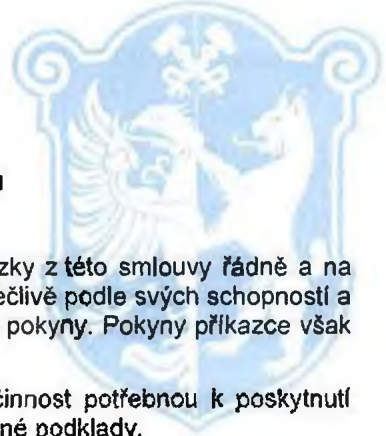 zky z této smlouvy řádně a na
ečlivě podle svých schopností a
pokyny. Pokyny příkazce však
činnost potřebnou k poskytnutí
né podklady.